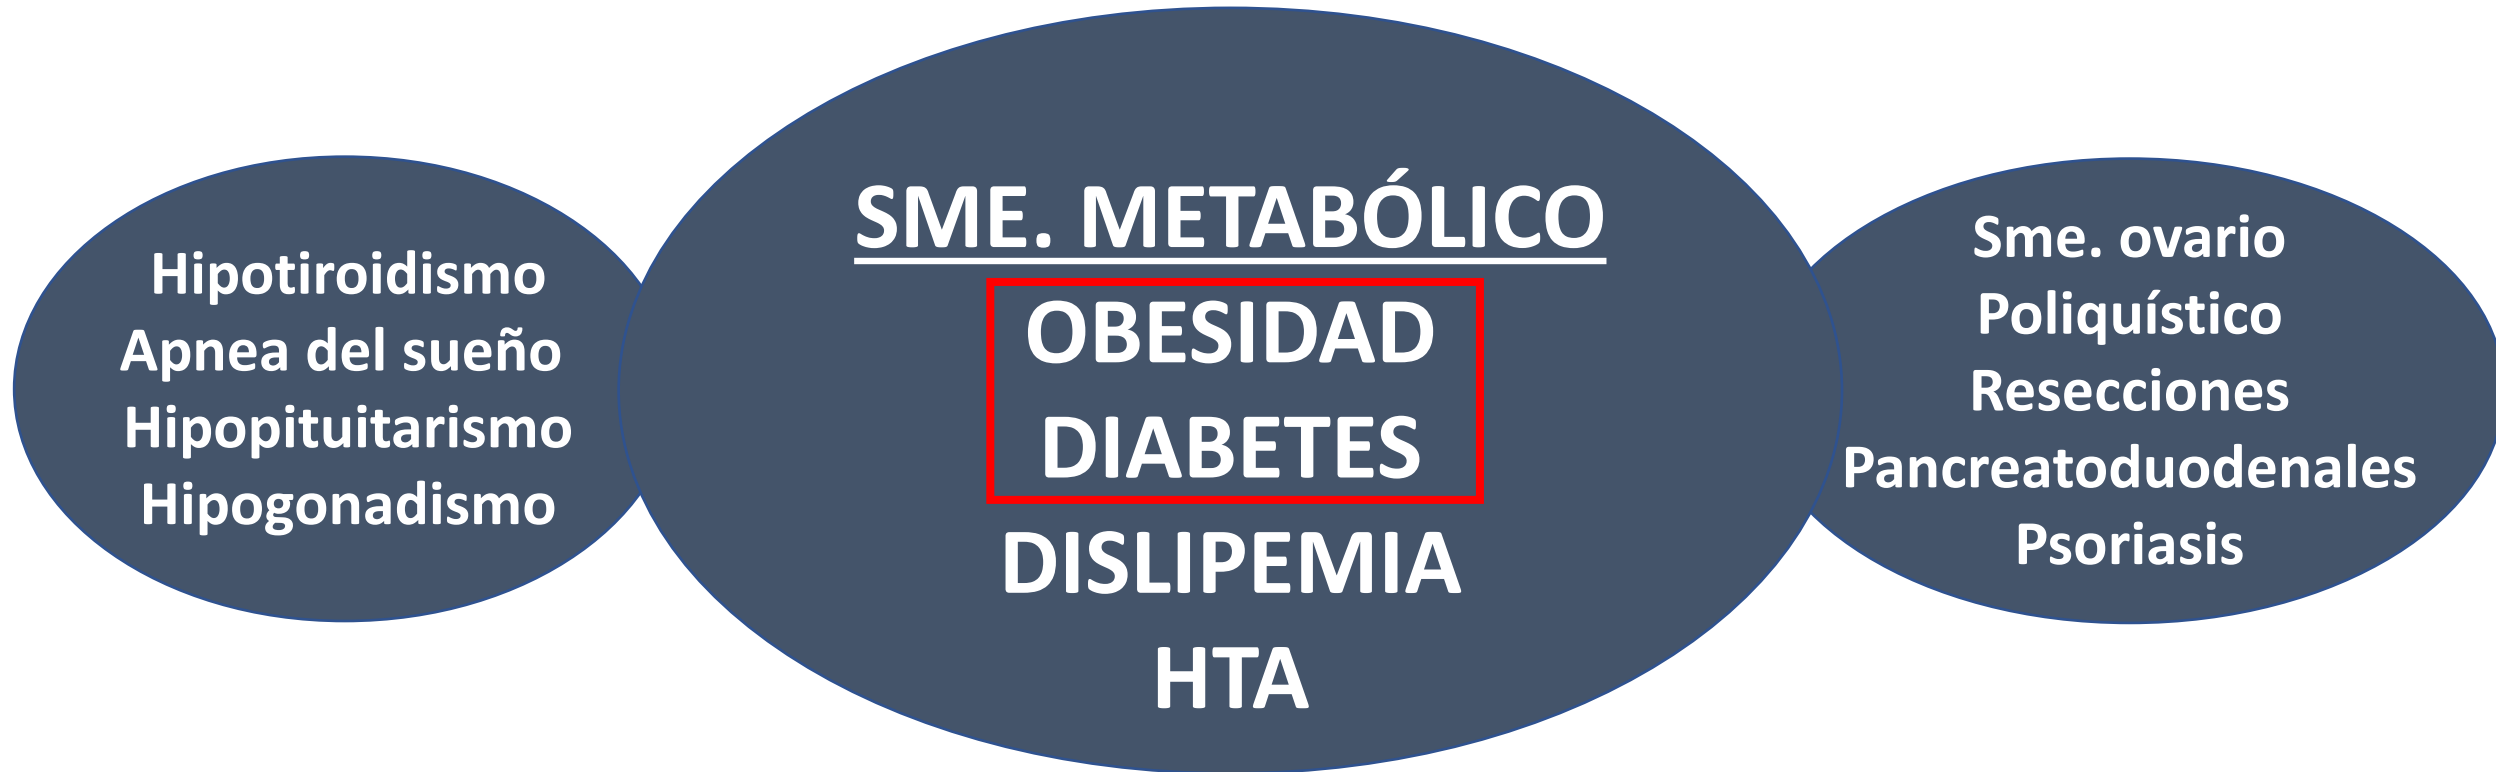 Hipotiroidismo
Apnea del sueño
Hipopituitarismo
Hipogonadismo
SME. METABÓLICO
OBESIDAD
DIABETES
DISLIPEMIA
HTA
Sme. ovario
Poliquístico
Resecciones
Pancreatoduodenales
Psoriasis